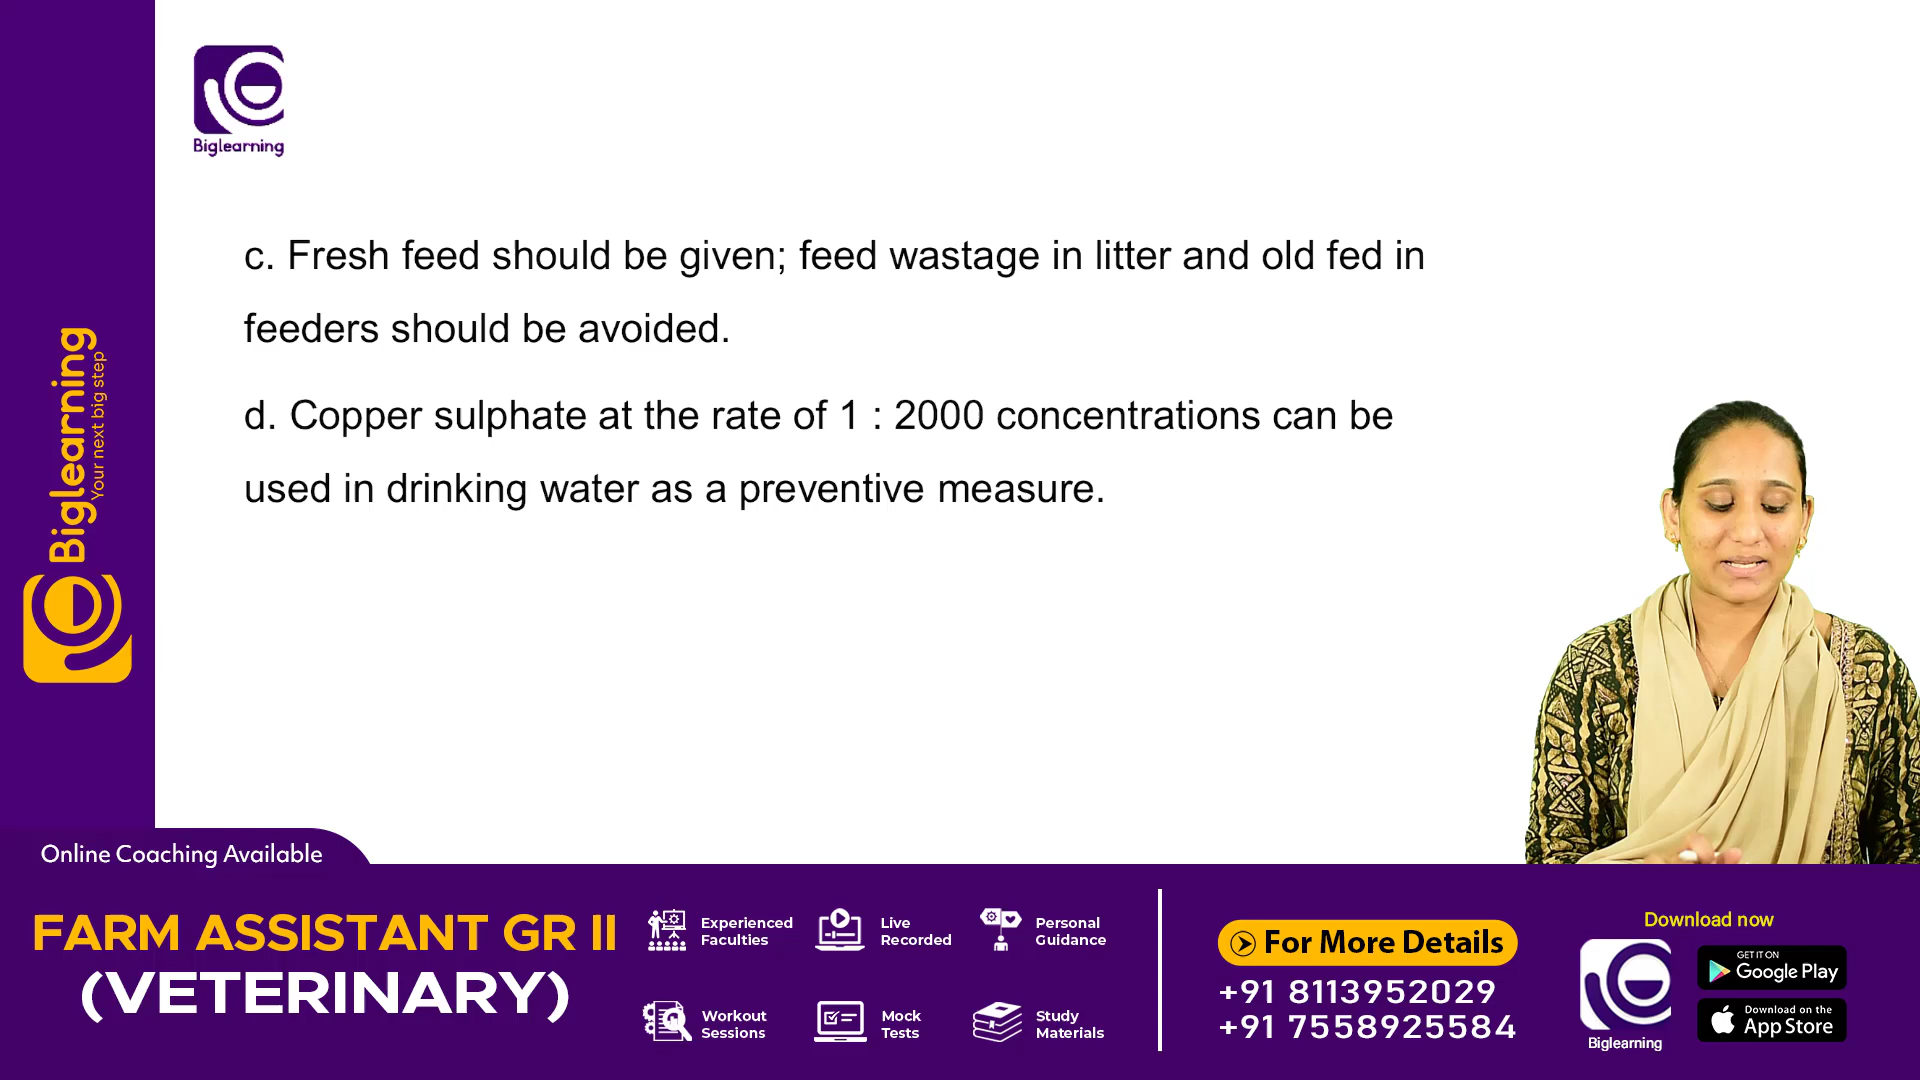 Biglearning
c. Fresh feed should be given; feed wastage in litter and old fed in
feeders should be avoided.
d. Copper sulphate at the rate of 1 : 2000 concentrations can be
used in drinking water as a preventive measure.
Biglearning
Your next big step
Online Coaching Available
FARM ASSISTANT GR II
(VETERINARY)
Experienced
Faculties
Live
Recorded
Personal
Guidance
Workout
Sessions
Mock
Tests
Study
Materials
For More Details
+91 8113952029
+91 7558925584
Download now
Biglearning
GET IT ON
Google Play
Download on the
App Store